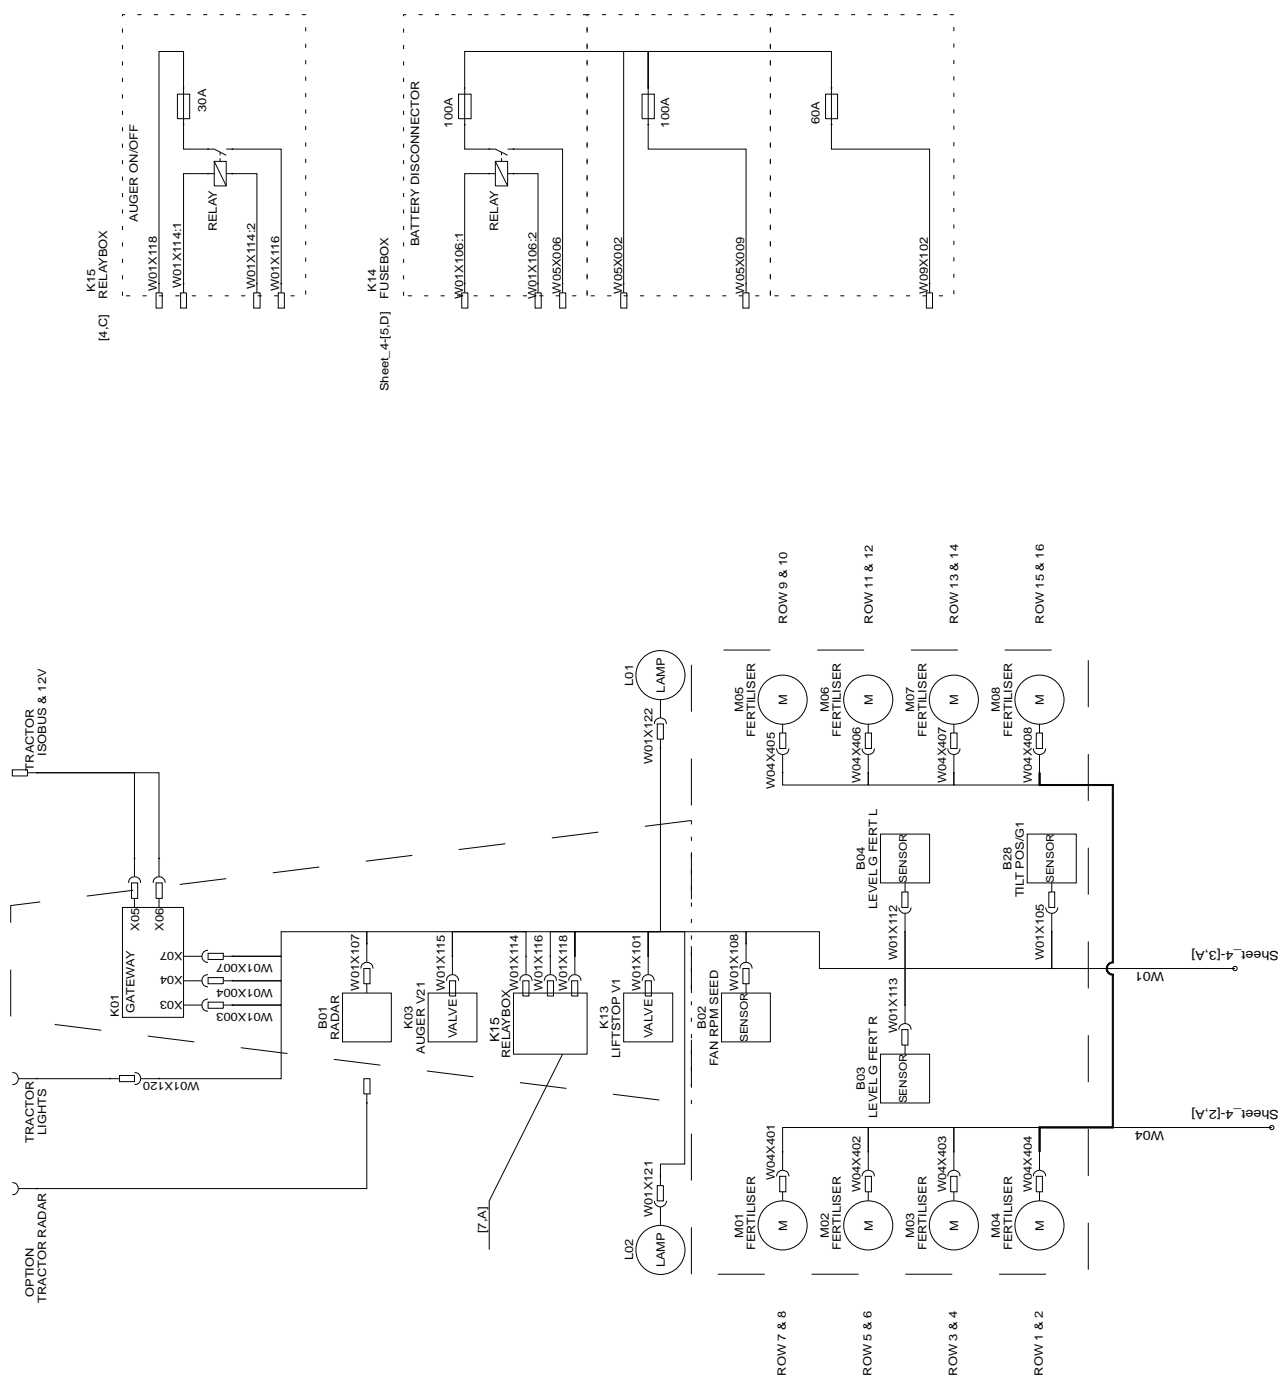 K15
RELAYBOX
[4,C]
AUGER ON/OFF
30A
RELAY
W01X118
W01X114:1
W01X114:2
W01X116
K14
FUSEBOX
Sheet_4-[5,D]
BATTERY DISCONNECTOR
100A
RELAY
100A
60A
W01X106:1
W01X106:2
W05X006
W05X002
W05X009
W09X102
TRACTOR
ISOBUS & 12V
K01
GATEWAY
X05
X06
X07
X04
X03
W01X007
W01X004
W01X003
TRACTOR
LIGHTS
W01X120
OPTION
TRACTOR RADAR
B01
RADAR
W01X107
K03
AUGER V21
VALVE
W01X115
K15
RELAYBOX
W01X114
W01X116
W01X118
[7,A]
K13
LIFTSTOP V1
VALVE
W01X101
L01
LAMP
W01X122
L02
LAMP
W01X121
B02
FAN RPM SEED
SENSOR
W01X108
M05
FERTILISER
M
W04X405
ROW 9 & 10
M06
FERTILISER
M
W04X406
ROW 11 & 12
M07
FERTILISER
M
W04X407
ROW 13 & 14
M08
FERTILISER
M
W04X408
ROW 15 & 16
B04
LEVEL G FERT L
SENSOR
W01X112
B28
TILT POS/G1
SENSOR
W01X105
B03
LEVEL G FERT R
SENSOR
W01X113
W01
Sheet_4-[3,A]
W04
Sheet_4-[2,A]
M01
FERTILISER
M
W04X401
ROW 7 & 8
M02
FERTILISER
M
W04X402
ROW 5 & 6
M03
FERTILISER
M
W04X403
ROW 3 & 4
M04
FERTILISER
M
W04X404
ROW 1 & 2